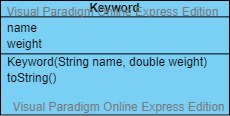 Keyword
Visual Paradigm Online Express Edition
name
weight
Keyword(String name, double weight)
toString()
Visual Paradigm Online Express Edition